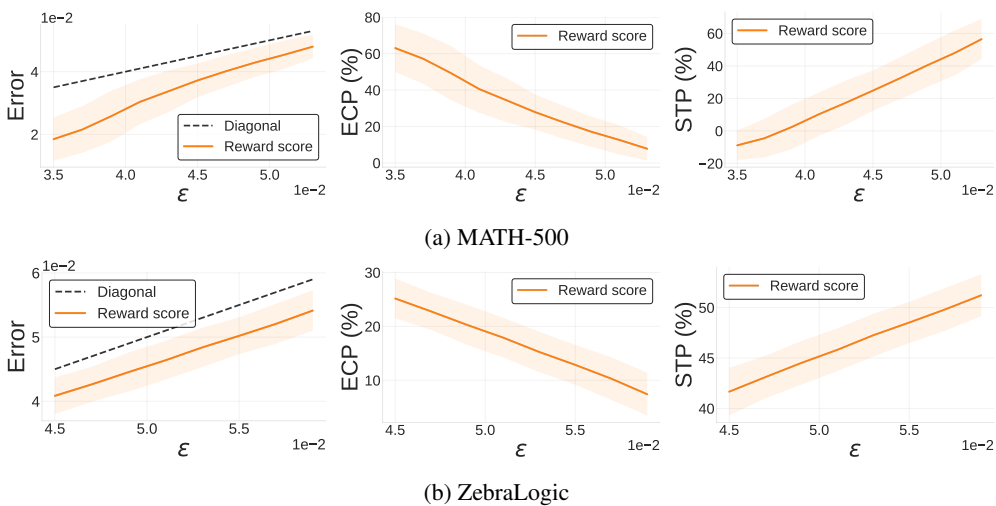 1e−2
Error
4
2
Diagonal
Reward score
3.5 4.0 4.5 5.0
1e−2
ε
ECP (%)
80
60
40
20
0
Reward score
3.5 4.0 4.5 5.0
1e−2
ε
STP (%)
60
40
20
0
−20
Reward score
3.5 4.0 4.5 5.0
1e−2
ε
(a) MATH-500
1e−2
Error
6
5
4
Diagonal
Reward score
4.5 5.0 5.5
1e−2
ε
ECP (%)
30
20
10
Reward score
4.5 5.0 5.5
1e−2
ε
STP (%)
50
45
40
Reward score
4.5 5.0 5.5
1e−2
ε
(b) ZebraLogic